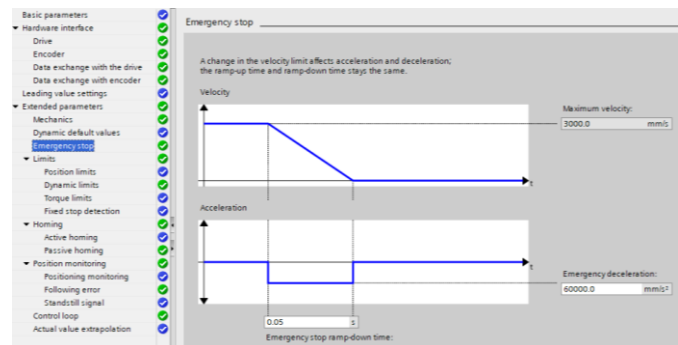 Basic parameters
Hardware interface
Drive
Encoder
Data exchange with the drive
Data exchange with encoder
Leading value settings
Extended parameters
Mechanics
Dynamic default values
Emergency stop
Limits
Position limits
Dynamic limits
Torque limits
Fixed stop detection
Homing
Active homing
Passive homing
Position monitoring
Positioning monitoring
Following error
Standstill signal
Control loop
Actual value extrapolation
Emergency stop
A change in the velocity limit affects acceleration and deceleration;
the ramp-up time and ramp-down time stays the same.
Velocity
Maximum velocity:
3000.0 mm/s
t
Acceleration
t
Emergency deceleration:
60000.0 mm/s²
0.05 s
Emergency stop ramp-down time: